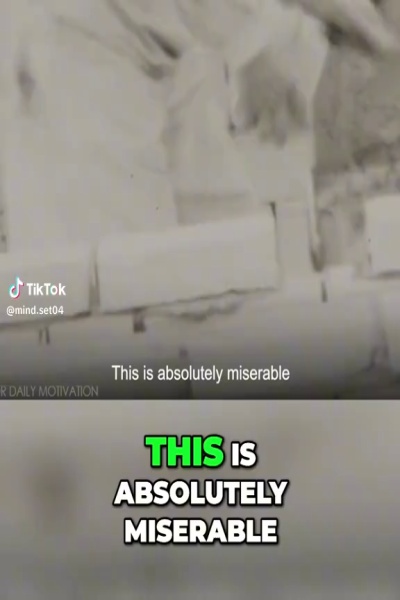 TikTok
@mind.set04
This is absolutely miserable
R DAILY MOTIVATION
THIS IS
ABSOLUTELY
MISERABLE